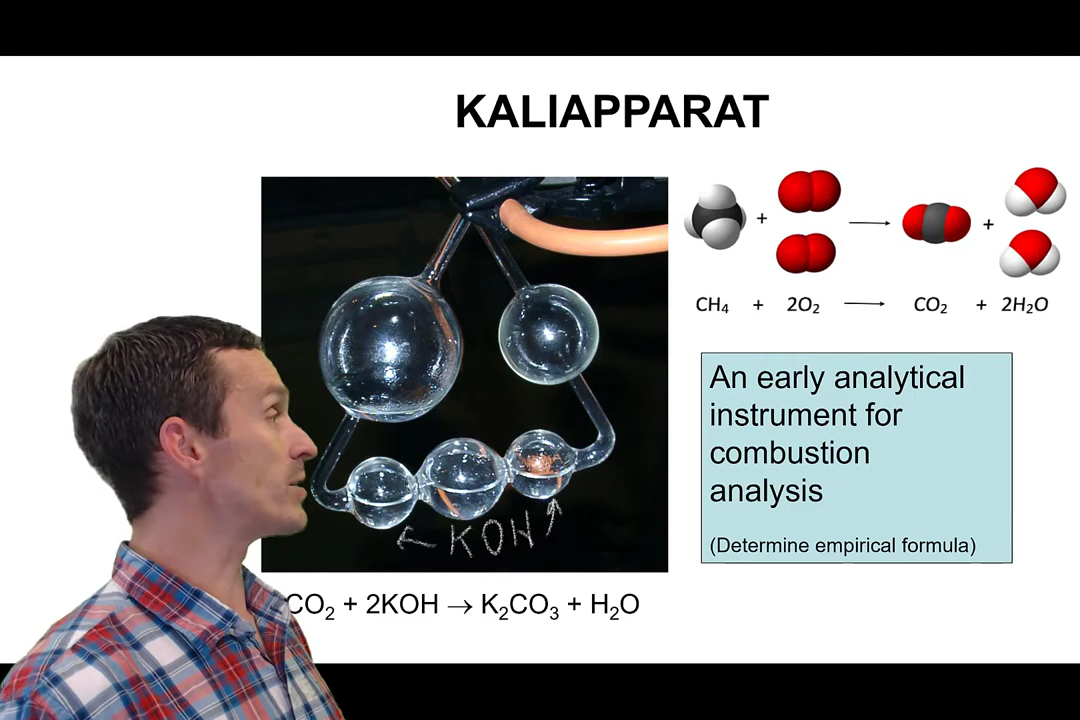 KALIAPPARAT
+
+
CH₄ + 2O₂ ⟶ CO₂ + 2H₂O
An early analytical
instrument for
combustion
analysis
(Determine empirical formula)
KOH
CO₂ + 2KOH → K₂CO₃ + H₂O